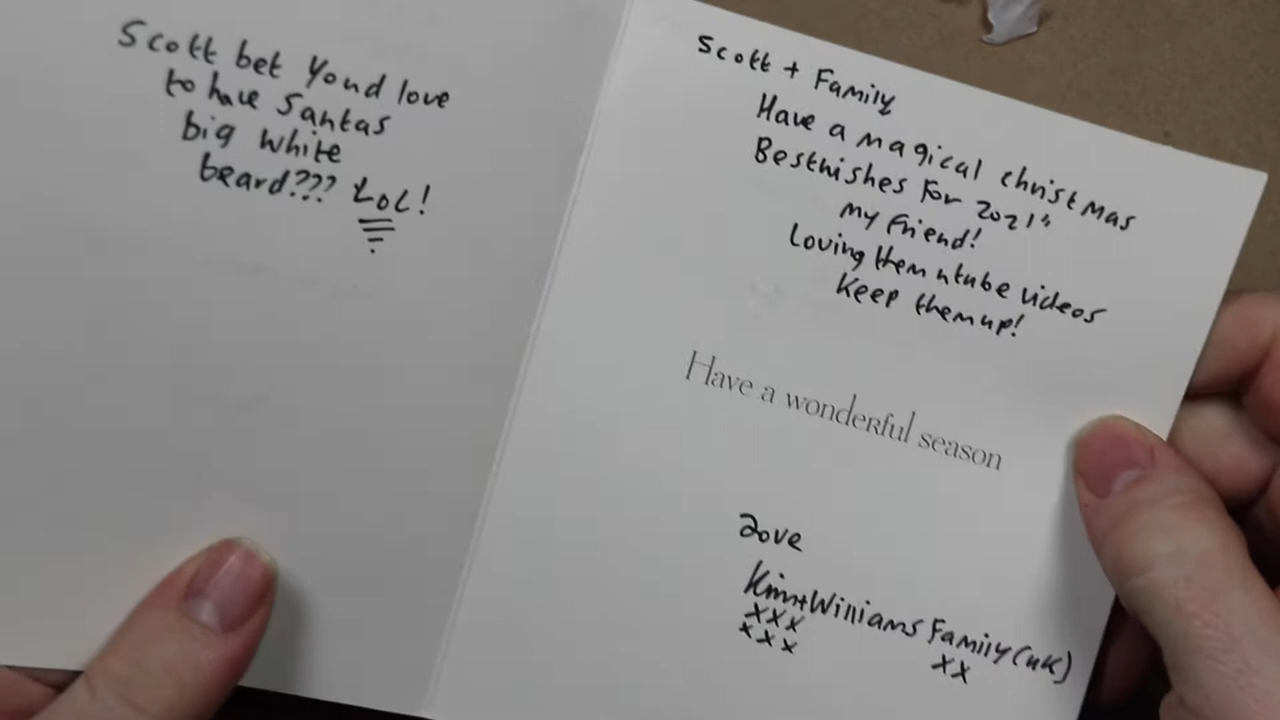 Scott bet Youd love
to have Santas
big white
beard??? LOL!
Scott + Family
Have a magical christmas
Bestwishes For 2021"
my friend!
Loving them utube videos
Keep them up!
Have a wonderful season
Love
Kim+Williams Family (UK)
xxx
xxx
xx